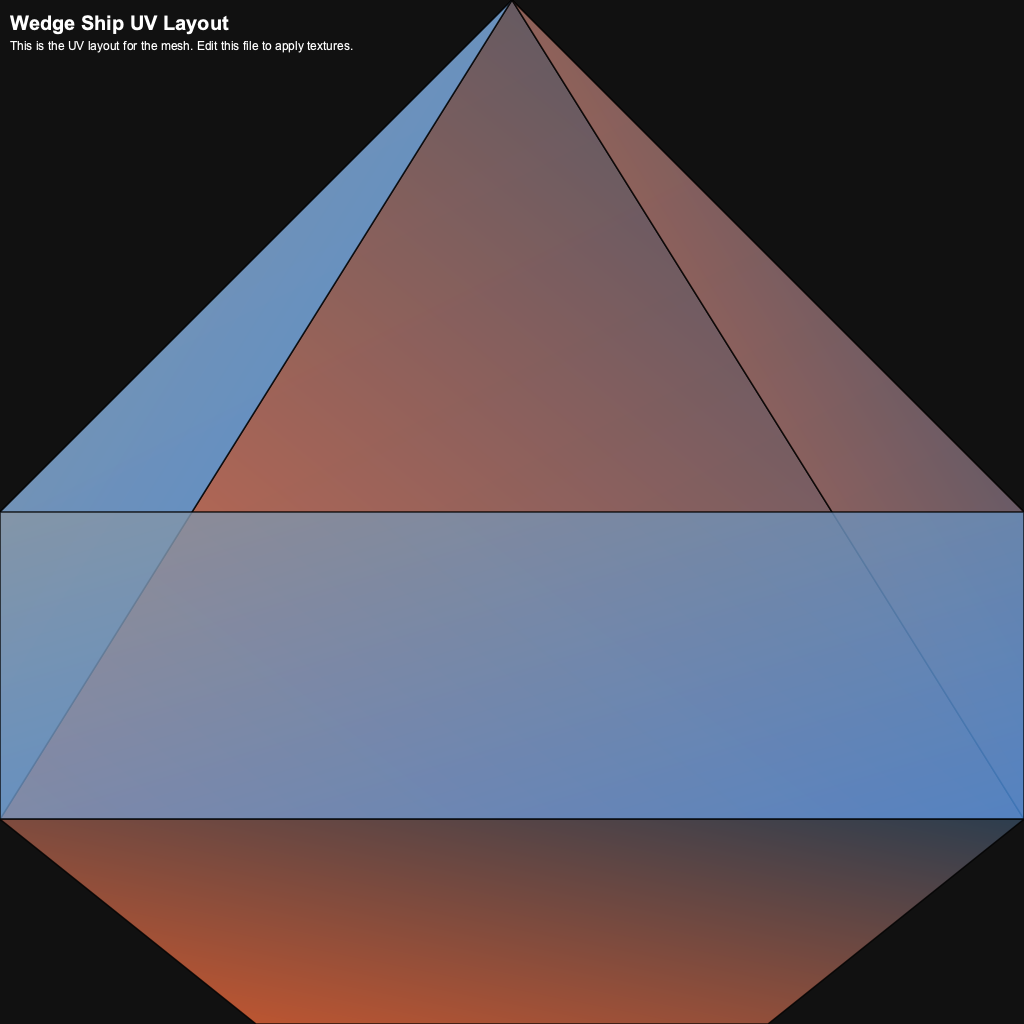 Wedge Ship UV Layout
This is the UV layout for the mesh. Edit this file to apply textures.